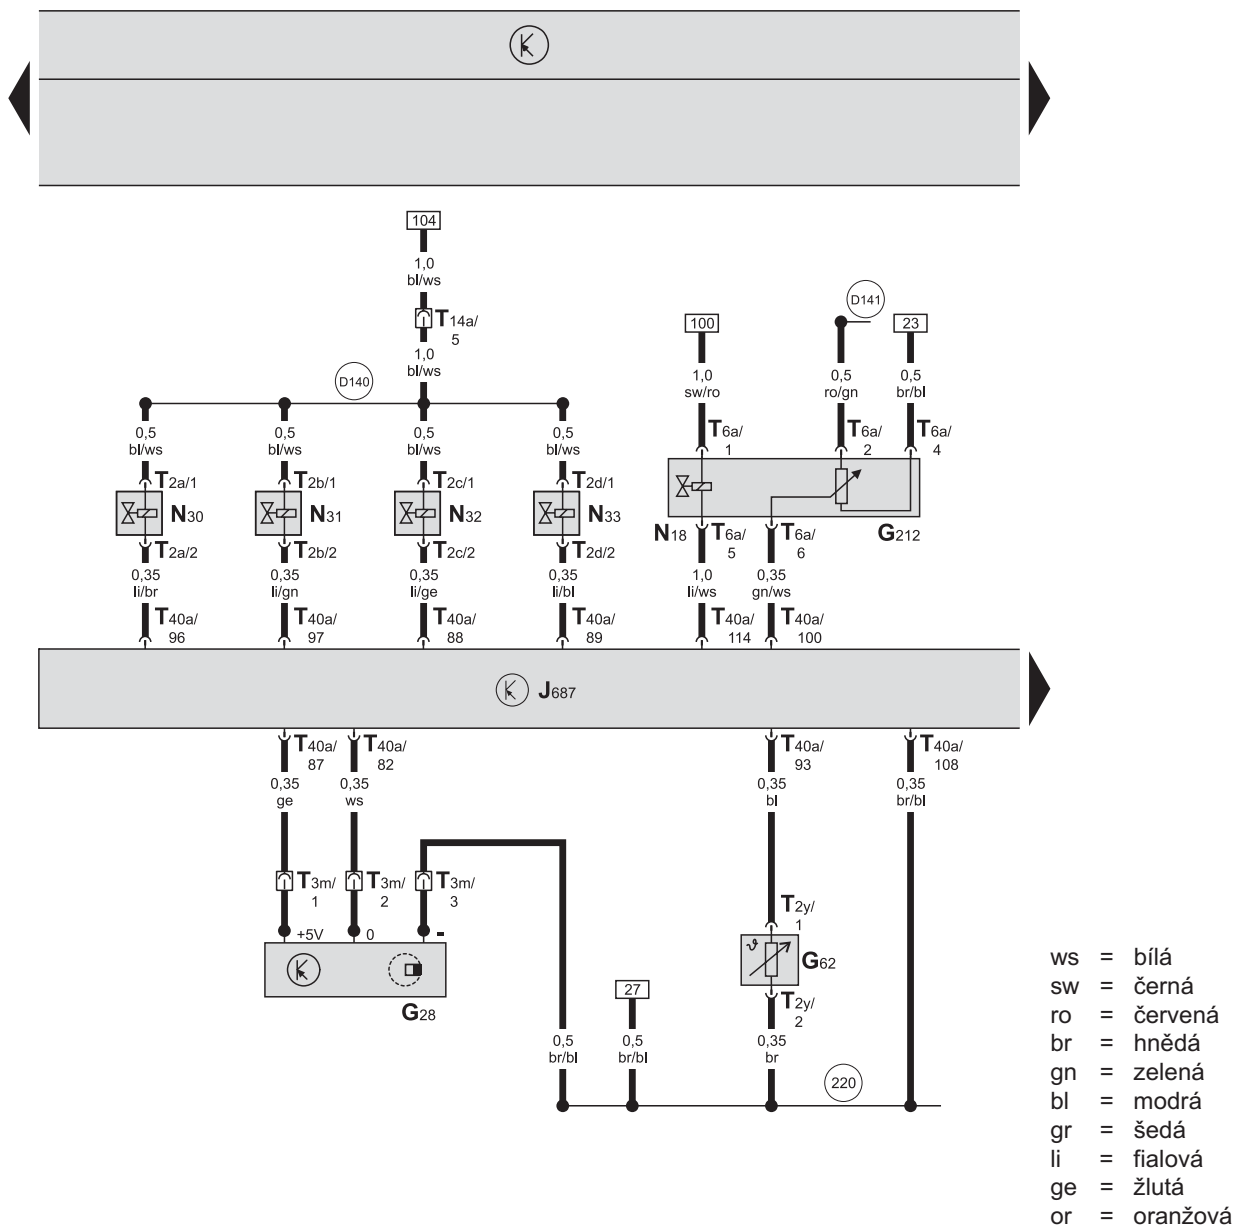 104
1,0
bl/ws
T14a/
5
1,0
bl/ws
D140
D141
100
23
1,0
sw/ro
0,5
ro/gn
0,5
br/bl
0,5
bl/ws
0,5
bl/ws
0,5
bl/ws
0,5
bl/ws
T6a/
1
T6a/
2
T6a/
4
T2a/1
T2b/1
T2c/1
T2d/1
N30
N31
N32
N33
N18
G212
T6a/
5
T6a/
6
T2a/2
T2b/2
T2c/2
T2d/2
0,35
li/br
0,35
li/gn
0,35
li/ge
0,35
li/bl
1,0
li/ws
0,35
gn/ws
T40a/
96
T40a/
97
T40a/
88
T40a/
89
T40a/
114
T40a/
100
J687
T40a/
87
T40a/
82
T40a/
93
T40a/
108
0,35
ge
0,35
ws
0,35
bl
0,35
br/bl
T3m/
1
T3m/
2
T3m/
3
+5V
0
-
G28
T2y/
1
G62
T2y/
2
27
0,5
br/bl
0,5
br/bl
0,35
br
220
ws = bílá
sw = černá
ro = červená
br = hnědá
gn = zelená
bl = modrá
gr = šedá
li = fialová
ge = žlutá
or = oranžová